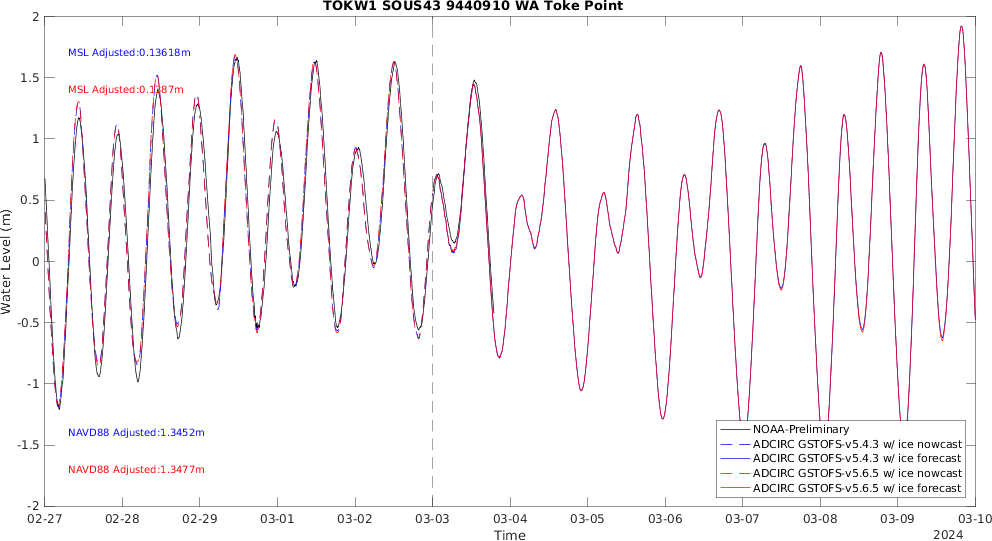 TOKW1 SOUS43 9440910 WA Toke Point
MSL Adjusted:0.13618m
MSL Adjusted:0.1387m
NAVD88 Adjusted:1.3452m
NAVD88 Adjusted:1.3477m
Water Level (m)
2
1.5
1
0.5
0
-0.5
-1
-1.5
-2
NOAA-Preliminary
ADCIRC GSTOFS-v5.4.3 w/ ice nowcast
ADCIRC GSTOFS-v5.4.3 w/ ice forecast
ADCIRC GSTOFS-v5.6.5 w/ ice nowcast
ADCIRC GSTOFS-v5.6.5 w/ ice forecast
02-27 02-28 02-29 03-01 03-02 03-03 03-04 03-05 03-06 03-07 03-08 03-09 03-10
Time
2024